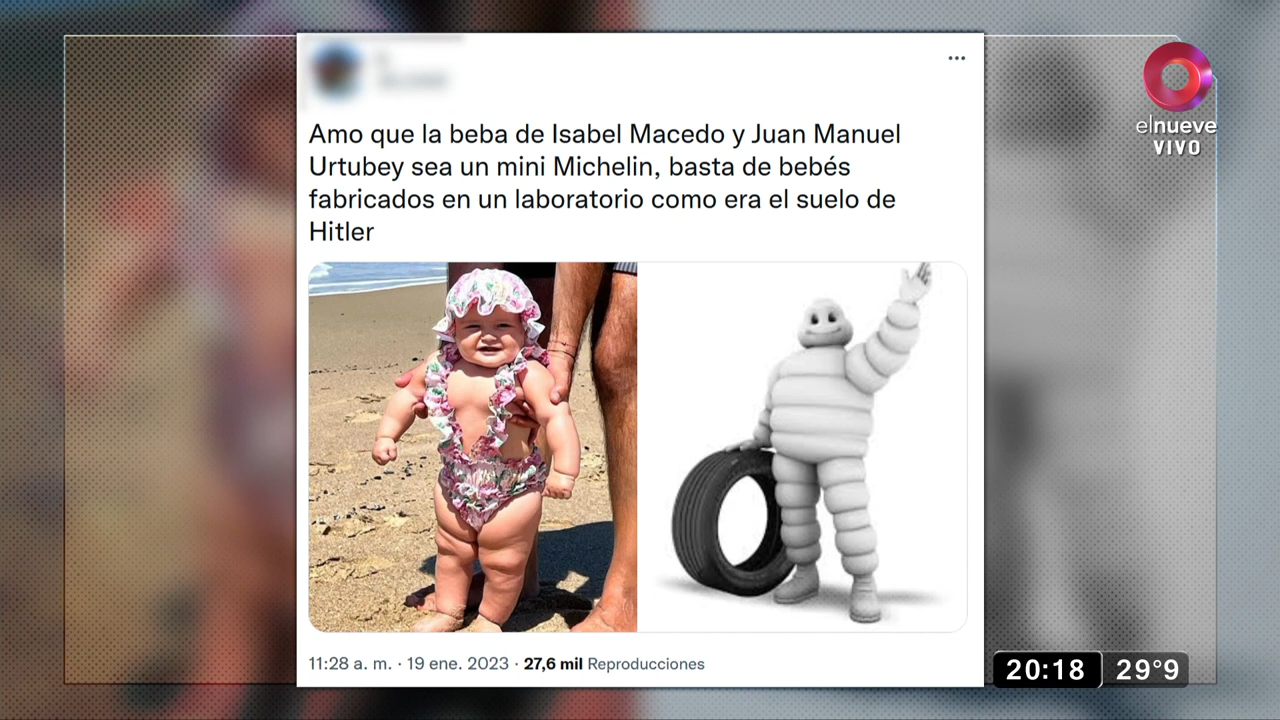 Amo que la beba de Isabel Macedo y Juan Manuel
Urtubey sea un mini Michelin, basta de bebés
fabricados en un laboratorio como era el suelo de
Hitler
11:28 a. m. · 19 ene. 2023 · 27,6 mil Reproducciones
elnueve
VIVO
20:18 29°9